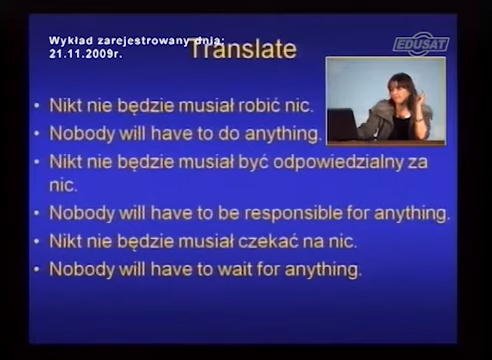 Wykład zarejestrowany dnia:
21.11.2009r.
Translate
EDUSAT
• Nikt nie będzie musiał robić nic.
• Nobody will have to do anything.
• Nikt nie będzie musiał być odpowiedzialny za
nic.
• Nobody will have to be responsible for anything.
• Nikt nie będzie musiał czekać na nic.
• Nobody will have to wait for anything.